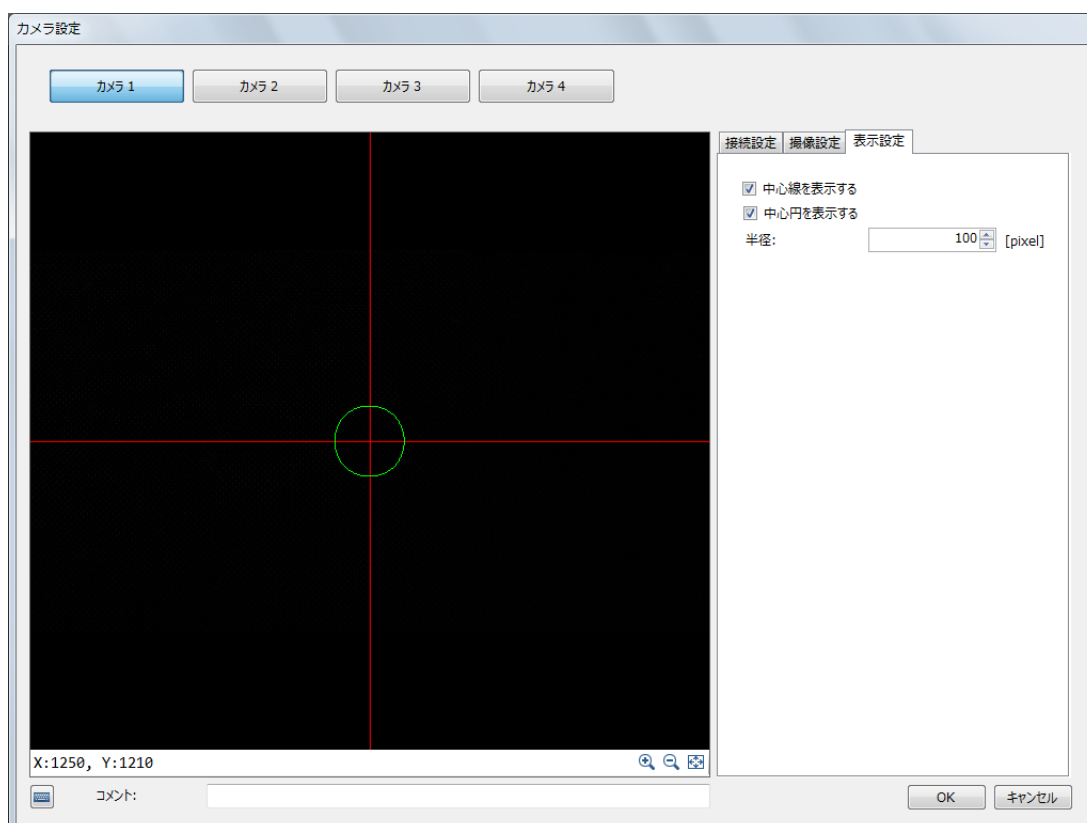 カメラ設定
カメラ 1 カメラ 2 カメラ 3 カメラ 4
接続設定 撮像設定 表示設定
中心線を表示する
中心円を表示する
半径: 100 [pixel]
X:1250, Y:1210
コメント: OK キャンセル